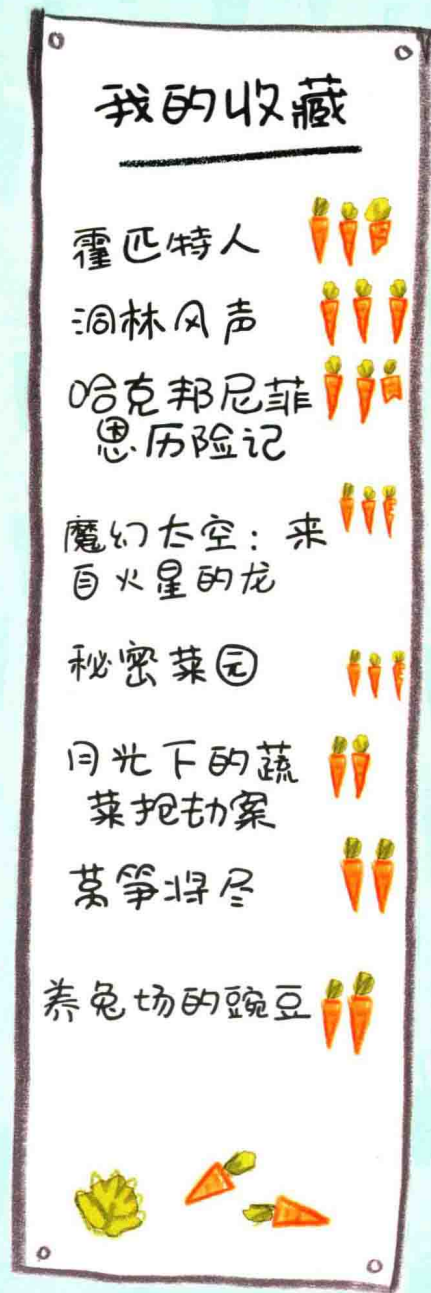 我的收藏
霍匹特人
洞林风声
哈克邦尼菲
恩历险记
魔幻太空：来
自火星的龙
秘密菜园
月光下的蔬
菜抢劫案
莴笋将尽
养兔场的豌豆